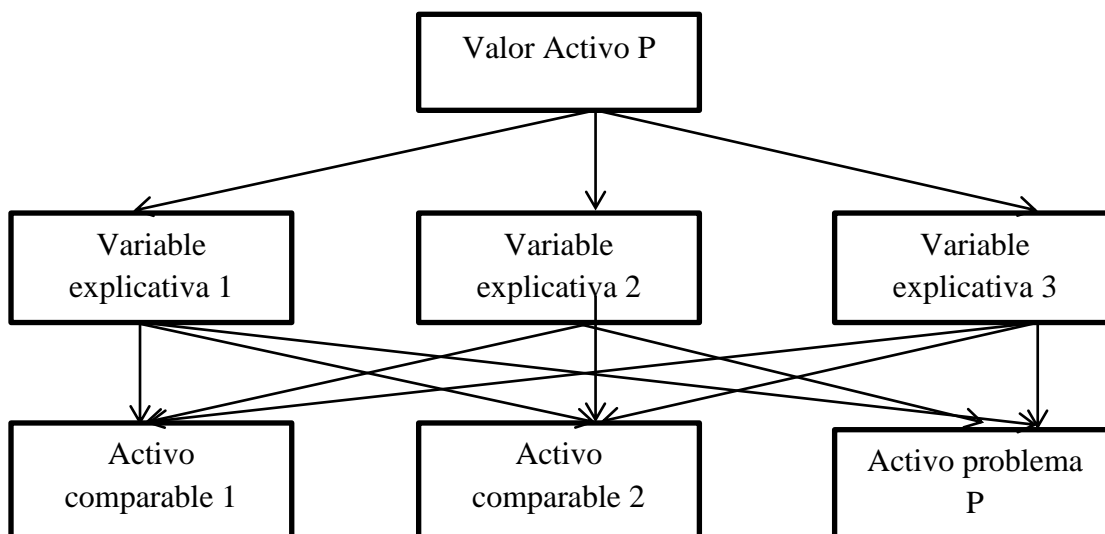 Valor Activo P
Variable
explicativa 1
Variable
explicativa 2
Variable
explicativa 3
Activo
comparable 1
Activo
comparable 2
Activo problema
P